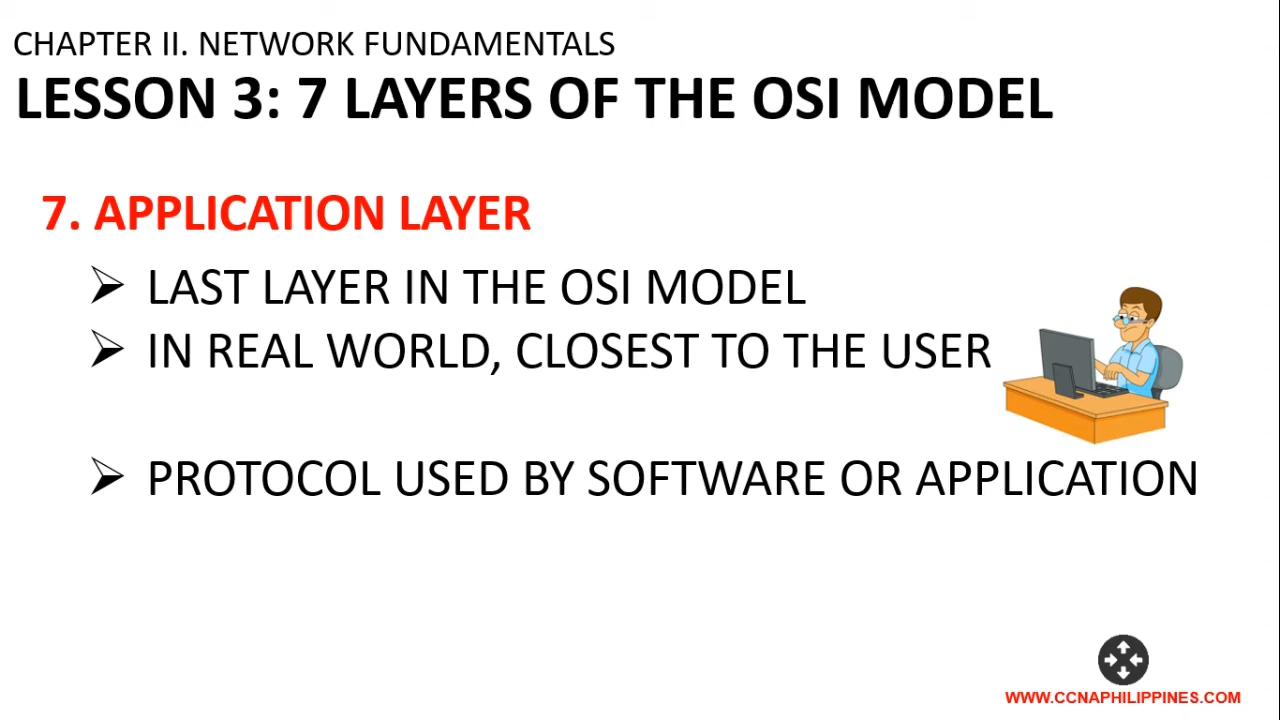 CHAPTER II. NETWORK FUNDAMENTALS
LESSON 3: 7 LAYERS OF THE OSI MODEL
7. APPLICATION LAYER
➢ LAST LAYER IN THE OSI MODEL
➢ IN REAL WORLD, CLOSEST TO THE USER
➢ PROTOCOL USED BY SOFTWARE OR APPLICATION
WWW.CCNAPHILIPPINES.COM